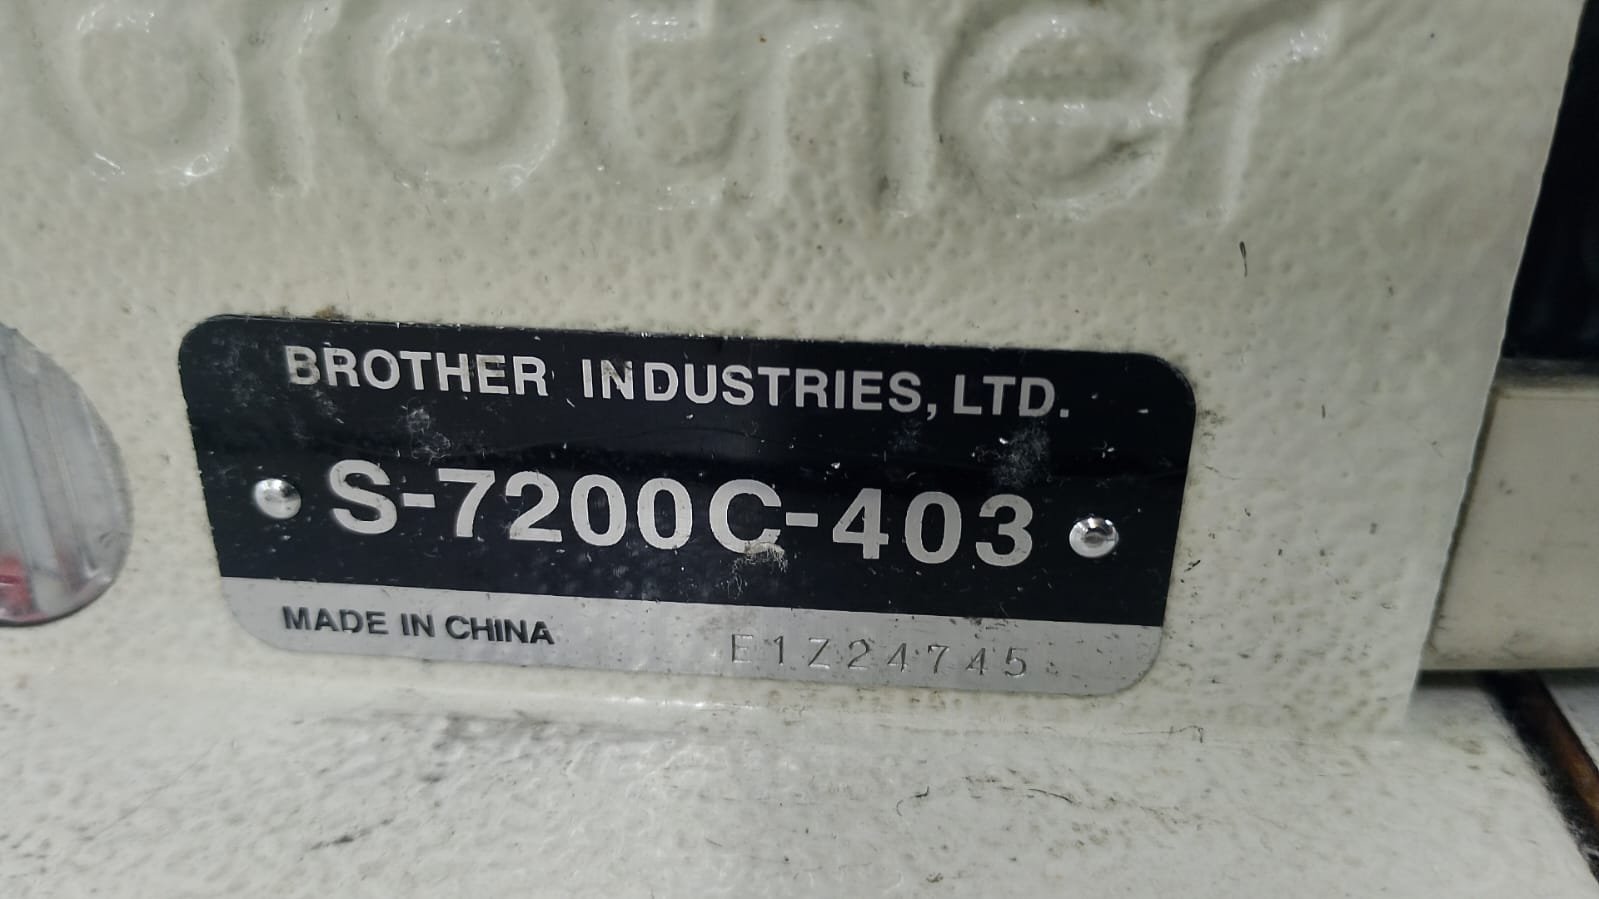 brother
BROTHER INDUSTRIES, LTD.
S-7200C-403
MADE IN CHINA E1Z24745